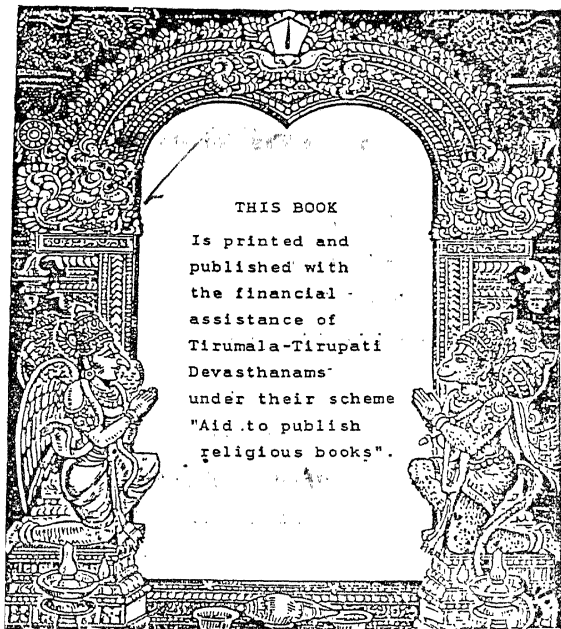 THIS BOOK
Is printed and
published with
the financial
assistance of
Tirumala-Tirupati
Devasthanams
under their scheme
"Aid to publish
religious books".